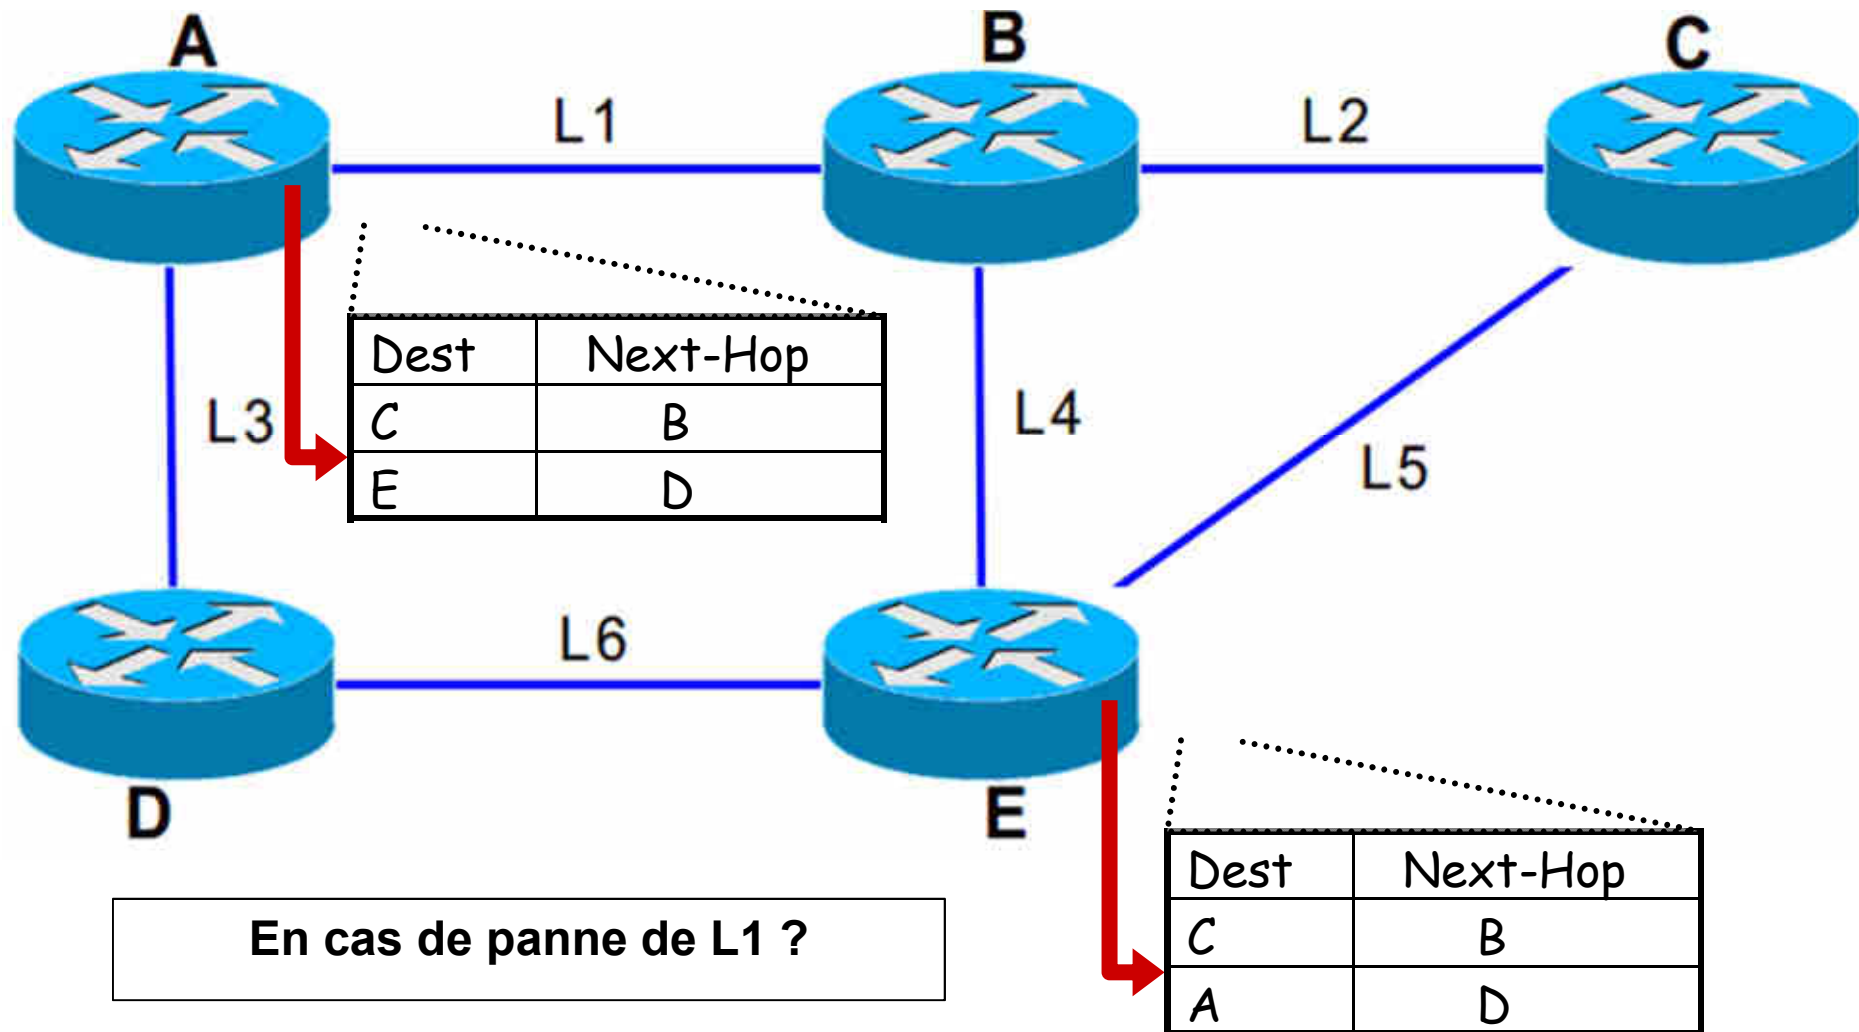 A
B
C
L1
L2
Dest Next-Hop
C B
E D
L3
L4
L5
L6
D
E
Dest Next-Hop
C B
A D
En cas de panne de L1 ?